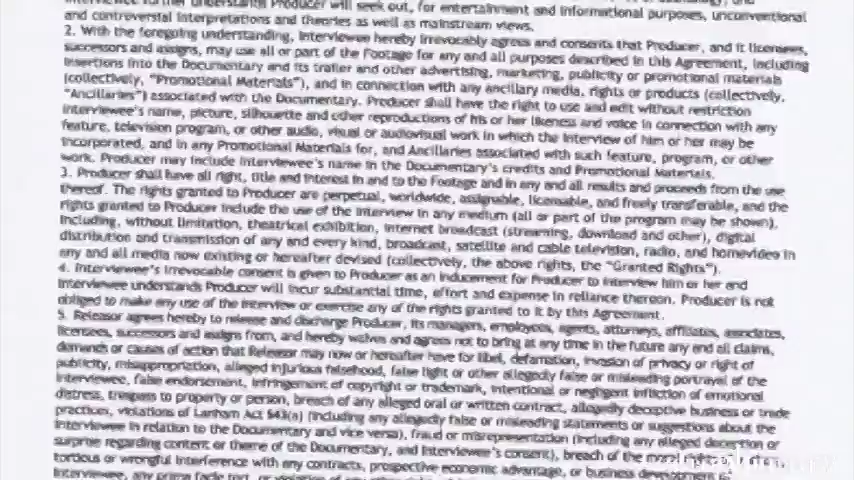 Interviewee further understands Producer will seek out, for entertainment and informational purposes, unconventional
and controversial interpretations and theories as well as mainstream views.
2. With the foregoing understanding, Interviewee hereby irrevocably agrees and consents that Producer, and it licensees,
successors and assigns, may use all or part of the Footage for any and all purposes described in this Agreement, including
insertions into the Documentary and its trailer and other advertising, marketing, publicity or promotional materials
(collectively, "Promotional Materials"), and in connection with any ancillary media, rights or products (collectively,
"Ancillaries") associated with the Documentary. Producer shall have the right to use and edit without restriction
Interviewee's name, picture, silhouette and other reproductions of his or her likeness and voice in connection with any
feature, television program, or other audio, visual or audiovisual work in which the Interview of him or her may be
incorporated, and in any Promotional Materials for, and Ancillaries associated with such feature, program, or other
work. Producer may include Interviewee's name in the Documentary's credits and Promotional Materials.
3. Producer shall have all right, title and interest in and to the Footage and in any and all results and proceeds from the use
thereof. The rights granted to Producer are perpetual, worldwide, assignable, licensable, and freely transferable, and the
rights granted to Producer include the use of the Interview in any medium (all or part of the program may be shown),
including, without limitation, theatrical exhibition, internet broadcast (streaming, download and other), digital
distribution and transmission of any and every kind, broadcast, satellite and cable television, radio, and homevideo in
any and all media now existing or hereafter devised (collectively, the above rights, the "Granted Rights").
4. Interviewee's irrevocable consent is given to Producer as an inducement for Producer to interview him or her and
Interviewee understands Producer will incur substantial time, effort and expense in reliance thereon. Producer is not
obliged to make any use of the Interview or exercise any of the rights granted to it by this Agreement.
5. Releasor agrees hereby to release and discharge Producer, its managers, employees, agents, attorneys, affiliates, associates,
licensees, successors and assigns from, and hereby waives and agrees not to bring at any time in the future any and all claims,
demands or causes of action that Releasor may now or hereafter have for libel, defamation, invasion of privacy or right of
publicity, misappropriation, alleged injurious falsehood, false light or other allegedly false or misleading portrayal of the
Interviewee, false endorsement, infringement of copyright or trademark, intentional or negligent infliction of emotional
distress, trespass to property or person, breach of any alleged oral or written contract, allegedly deceptive business or trade
practices, violations of Lanham Act §43(a) (including any allegedly false or misleading statements or suggestions about the
Interviewee in relation to the Documentary and vice versa), fraud or misrepresentation (including any alleged deception or
surprise regarding content or theme of the Documentary, and Interviewee's consent), breach of the moral
tortious or wrongful interference with any contracts, prospective economic advantage, or business
Interviewee, any prima facie tort, or violation of